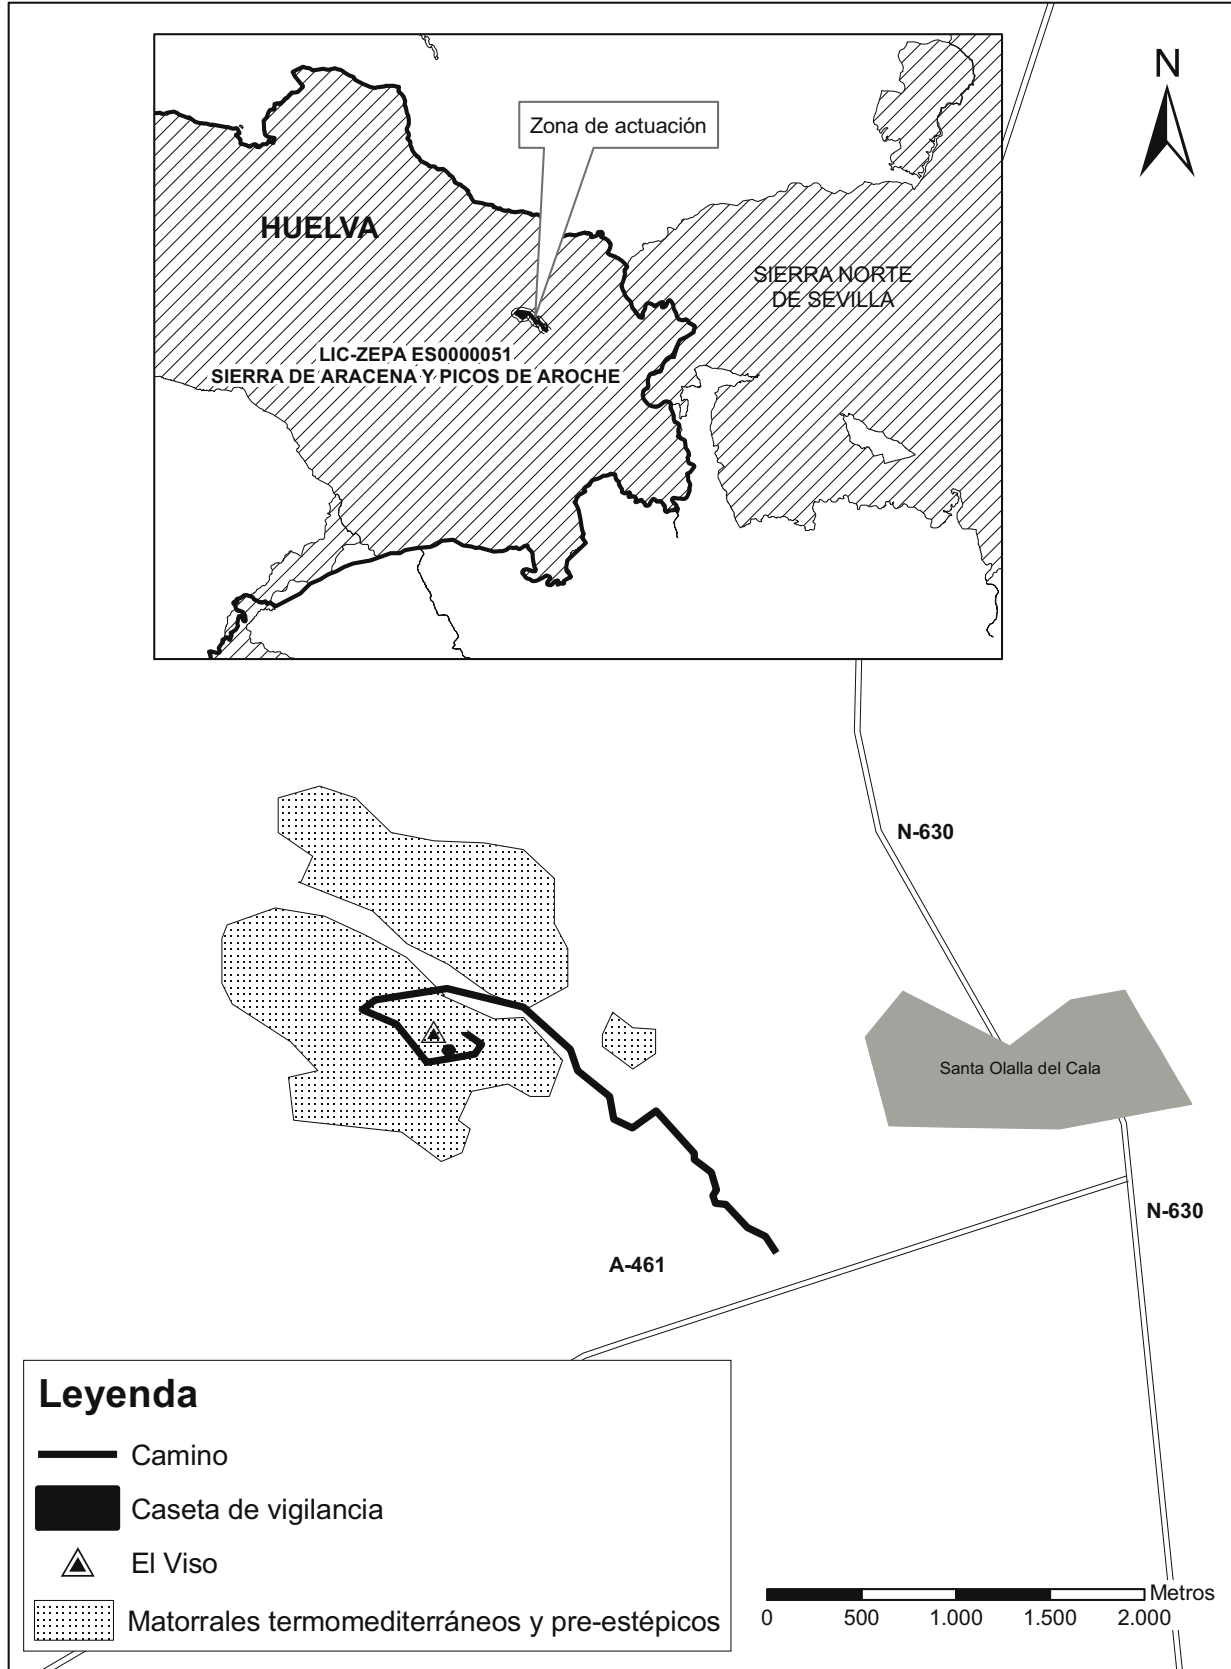 N
Zona de actuación
HUELVA
SIERRA NORTE
DE SEVILLA
LIC-ZEPA ES0000051
SIERRA DE ARACENA Y PICOS DE AROCHE
N-630
Santa Olalla del Cala
N-630
A-461
Leyenda
Camino
Caseta de vigilancia
El Viso
Matorrales termomediterráneos y pre-estépicos
Metros
0 500 1.000 1.500 2.000